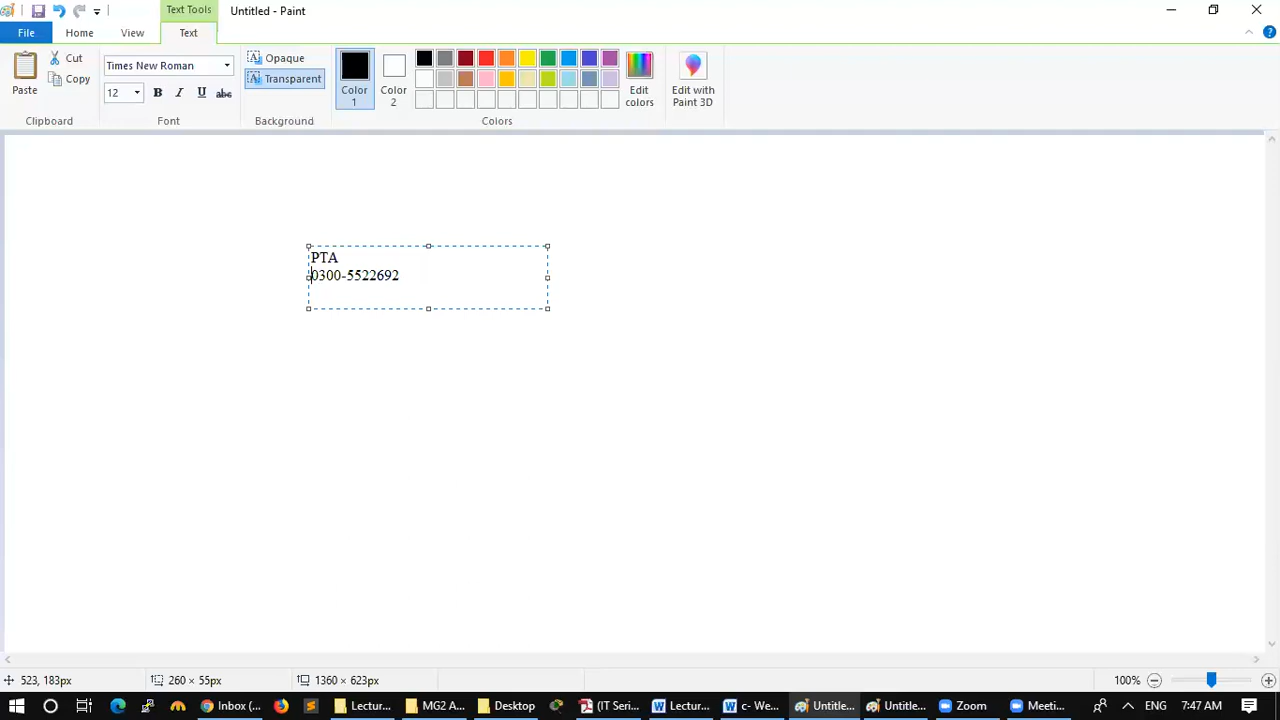 Text Tools
Untitled - Paint
File
Home
View
Text
Paste
Cut
Copy
Clipboard
Times New Roman
12
B I U abc
Font
Opaque
Transparent
Background
Color 1
Color 2
Edit colors
Edit with Paint 3D
Colors
PTA
0300-5522692
523, 183px
260 × 55px
1360 × 623px
100%
Inbox (...
Lectur...
MG2 A...
Desktop
(IT Seri...
Lectur...
c- We...
Untitle...
Untitle...
Zoom
Meeti...
ENG
7:47 AM